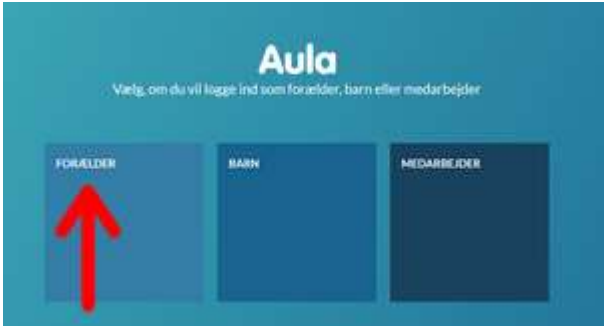 Aula
Vælg, om du vil logge ind som forælder, barn eller medarbejder
FORÆLDER
BARN
MEDARBEJDER